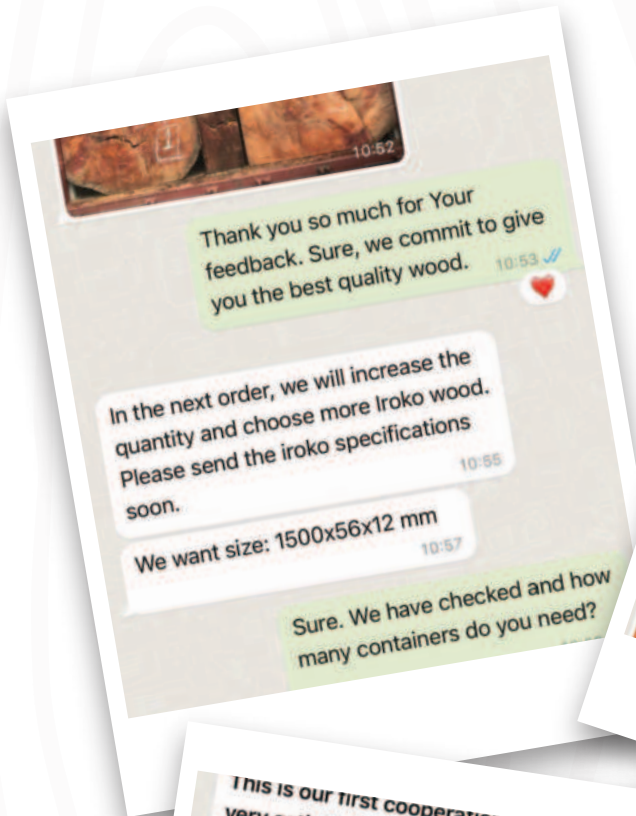 10:52
Thank you so much for Your
feedback. Sure, we commit to give
you the best quality wood.
10:53
In the next order, we will increase the
quantity and choose more Iroko wood.
Please send the iroko specifications
soon.
10:55
We want size: 1500x56x12 mm
10:57
Sure. We have checked and how
many containers do you need?
This is our first
very